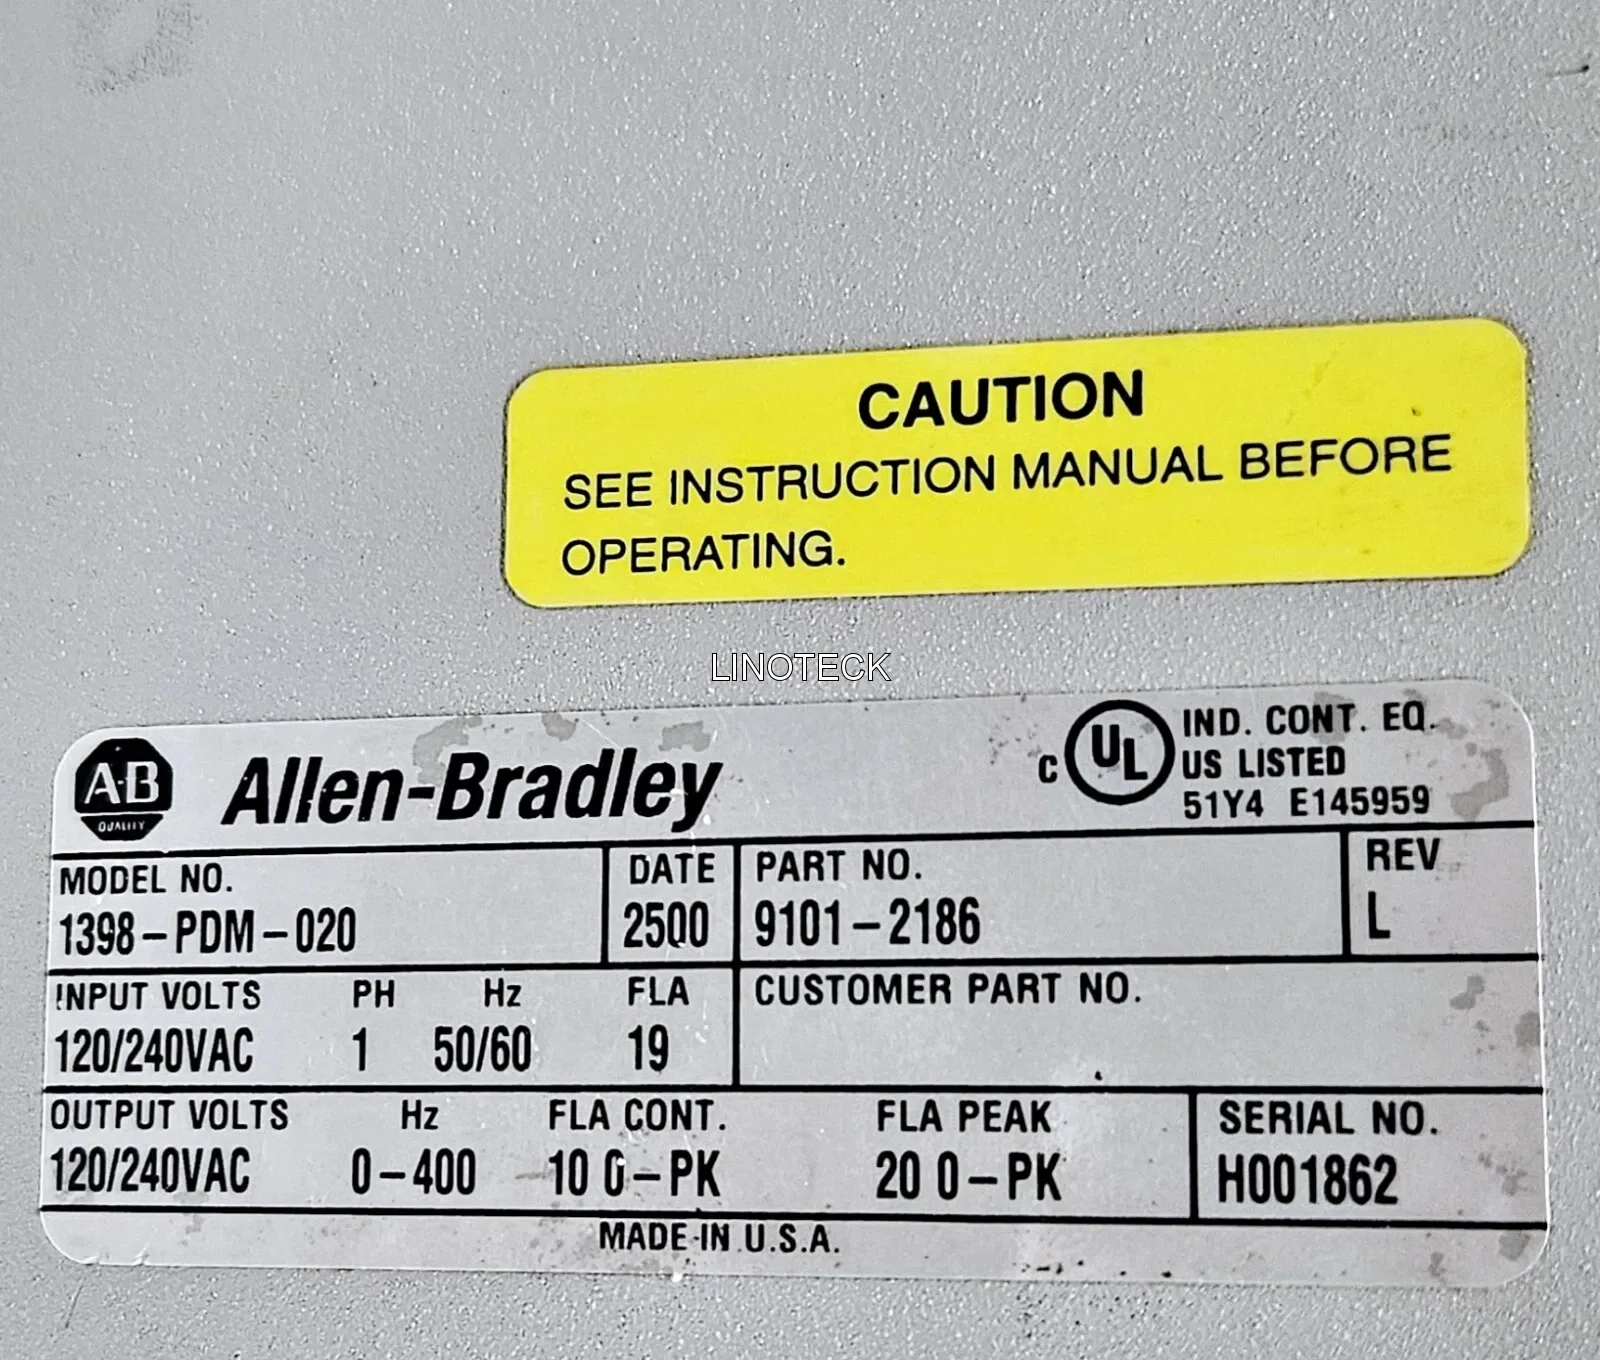 CAUTION
SEE INSTRUCTION MANUAL BEFORE
OPERATING.
LINOTECK
A-B
QUALITY
Allen-Bradley
C UL IND. CONT. EQ.
US LISTED
51Y4 E145959
MODEL NO.
1398-PDM-020
DATE
2500
PART NO.
9101-2186
REV
L
INPUT VOLTS PH Hz FLA
120/240VAC 1 50/60 19
CUSTOMER PART NO.
OUTPUT VOLTS Hz FLA CONT. FLA PEAK
120/240VAC 0-400 10 0-PK 20 0-PK
SERIAL NO.
H001862
MADE IN U.S.A.